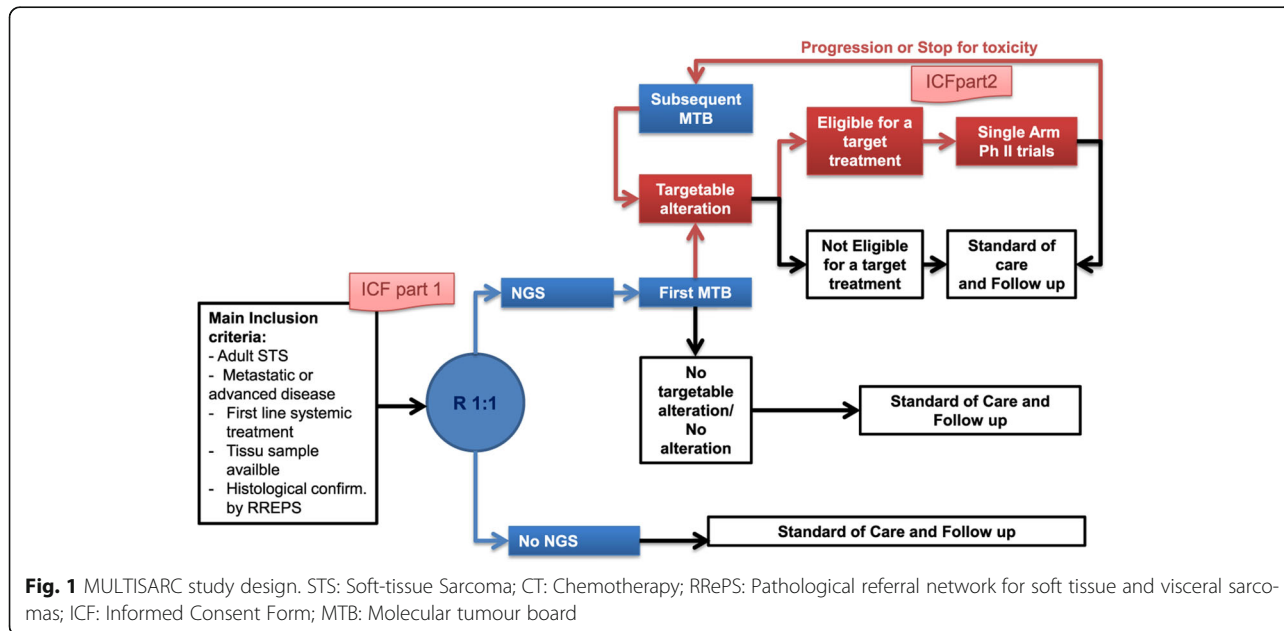 Progression or Stop for toxicity
ICFpart2
Subsequent
MTB
Eligible for a
target
treatment
Single Arm
Ph II trials
Targetable
alteration
Not Eligible
for a target
treatment
Standard of
care
and Follow up
ICF part 1
NGS
First MTB
Main Inclusion
criteria:
- Adult STS
- Metastatic or
advanced disease
- First line systemic
treatment
- Tissu sample
availble
- Histological confirm.
by RREPS
R 1:1
No
targetable
alteration/
No
alteration
Standard of Care and
Follow up
No NGS
Standard of Care and Follow up
Fig. 1 MULTISARC study design. STS: Soft-tissue Sarcoma; CT: Chemotherapy; RRePS: Pathological referral network for soft tissue and visceral sarco-
mas; ICF: Informed Consent Form; MTB: Molecular tumour board